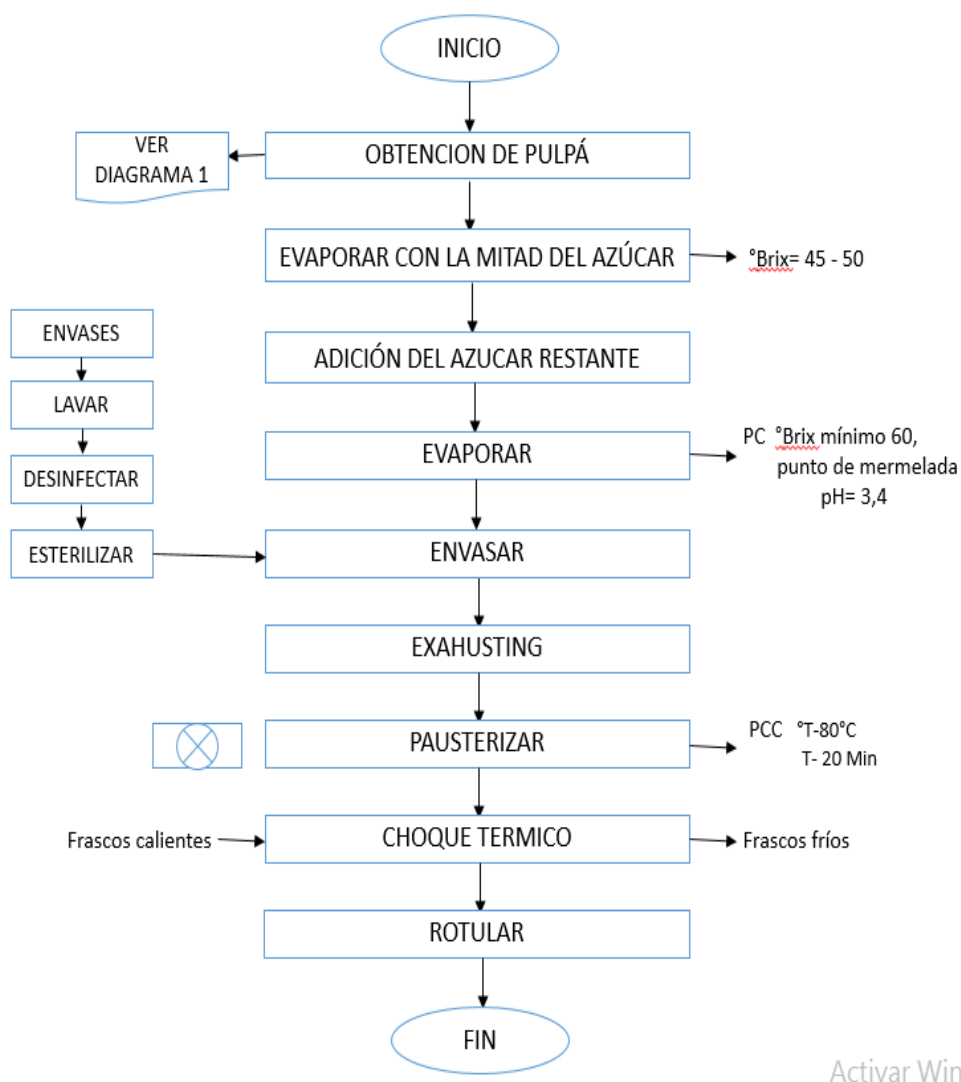 INICIO
VER
DIAGRAMA 1
OBTENCION DE PULPÁ
EVAPORAR CON LA MITAD DEL AZÚCAR
°Brix= 45 - 50
ENVASES
ADICIÓN DEL AZUCAR RESTANTE
LAVAR
EVAPORAR
PC °Brix mínimo 60,
punto de mermelada
pH= 3,4
DESINFECTAR
ESTERILIZAR
ENVASAR
EXAHUSTING
PAUSTERIZAR
PCC °T-80°C
T- 20 Min
Frascos calientes
CHOQUE TERMICO
Frascos fríos
ROTULAR
FIN
Activar Win